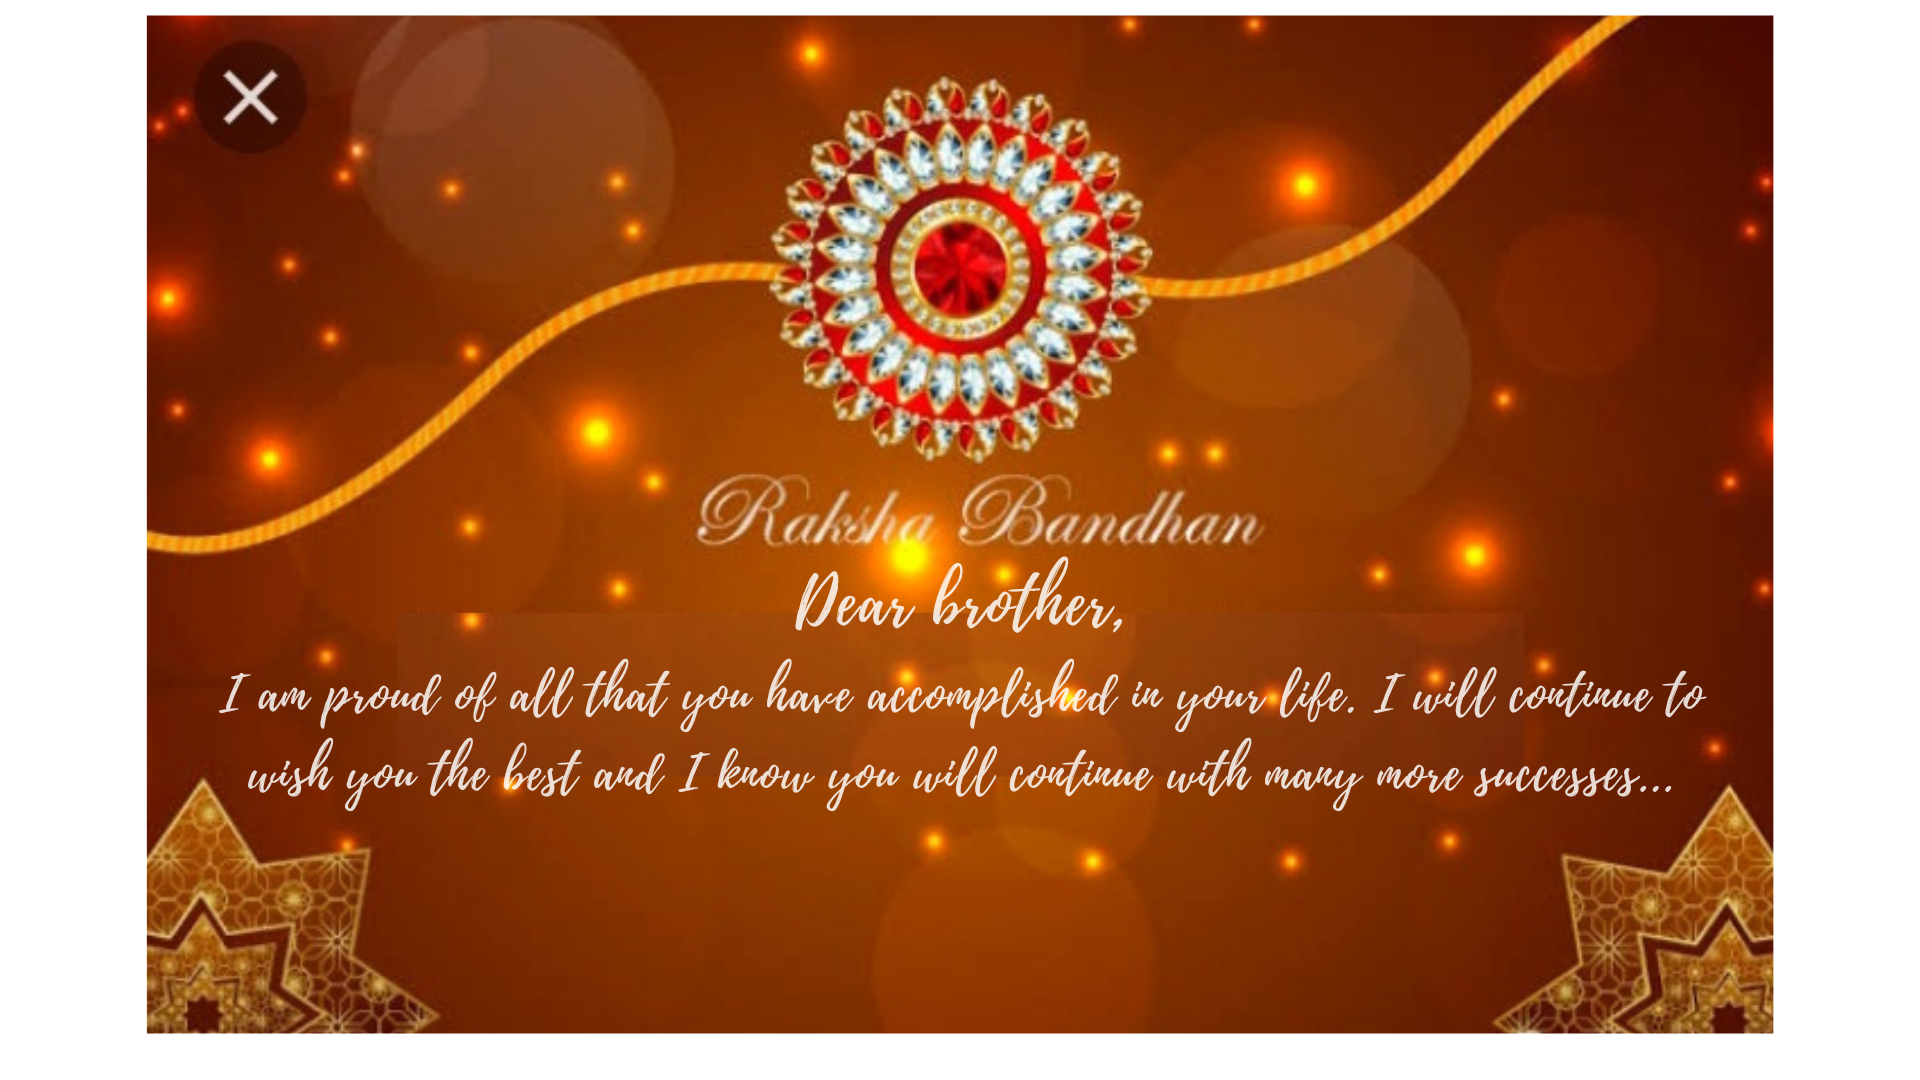 Raksha Bandhan
Dear brother,
I am proud of all that you have accomplished in your life. I will continue to
wish you the best and I know you will continue with many more successes...